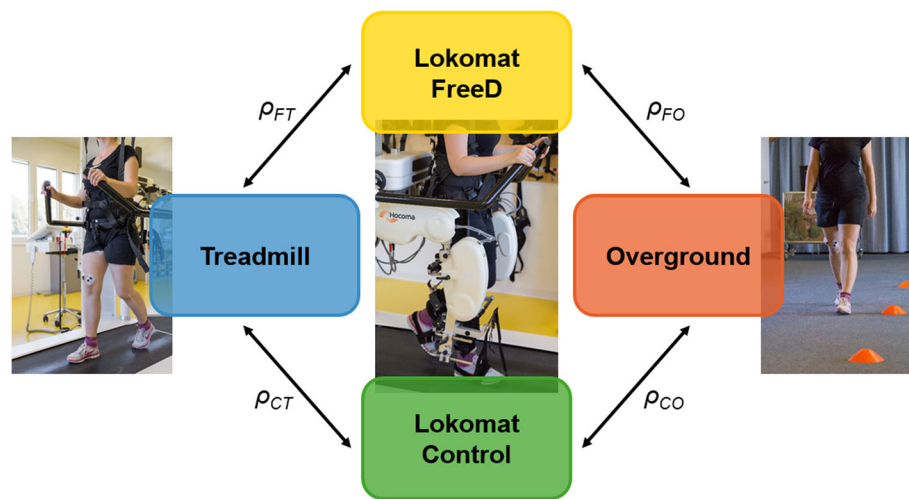 Lokomat
FreeD
ρFT
ρFO
Hocoma
Treadmill
Overground
ρCT
ρCO
Lokomat
Control